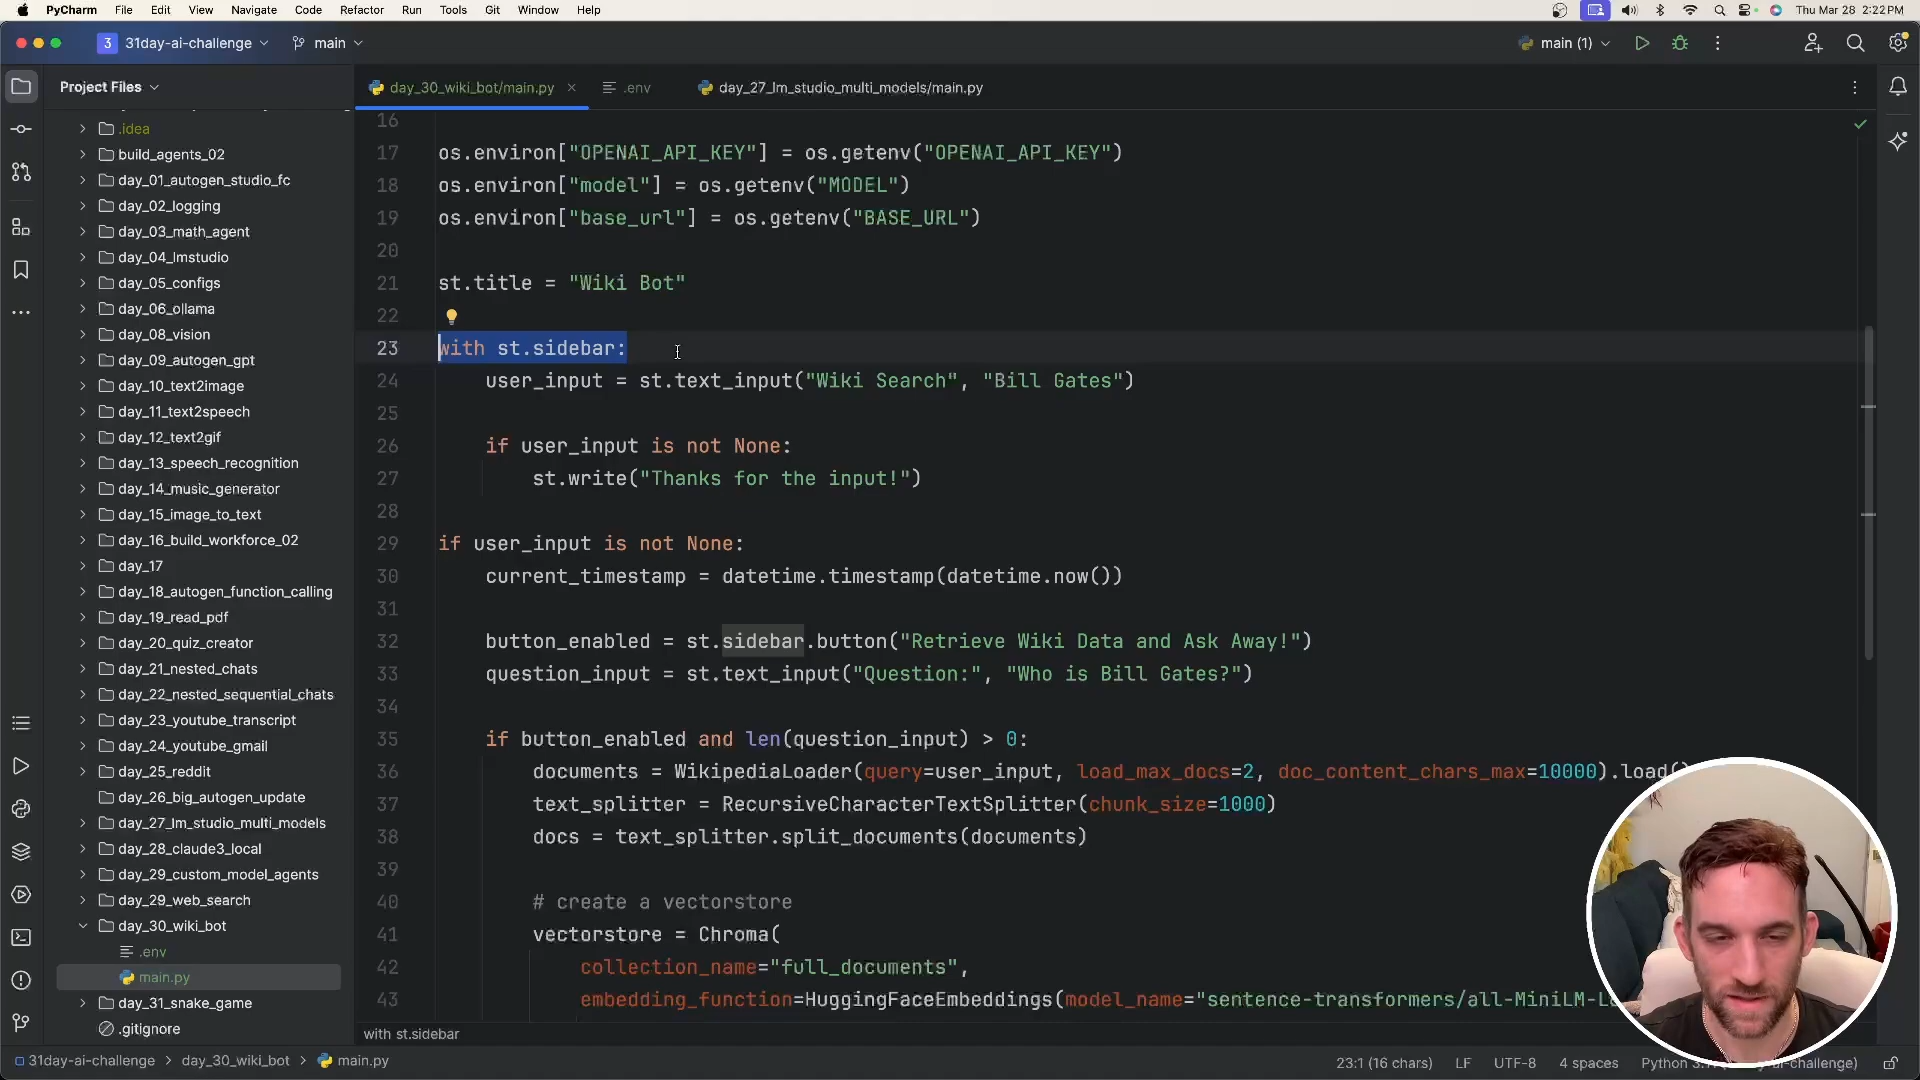 PyCharm File Edit View Navigate Code Refactor Run Tools Git Window Help Thu Mar 28 2:22 PM
3 31day-ai-challenge main main (1)
Project Files
day_30_wiki_bot/main.py .env day_27_lm_studio_multi_models/main.py
.idea
build_agents_02
day_01_autogen_studio_fc
day_02_logging
day_03_math_agent
day_04_lmstudio
day_05_configs
day_06_ollama
day_08_vision
day_09_autogen_gpt
day_10_text2image
day_11_text2speech
day_12_text2gif
day_13_speech_recognition
day_14_music_generator
day_15_image_to_text
day_16_build_workforce_02
day_17
day_18_autogen_function_calling
day_19_read_pdf
day_20_quiz_creator
day_21_nested_chats
day_22_nested_sequential_chats
day_23_youtube_transcript
day_24_youtube_gmail
day_25_reddit
day_26_big_autogen_update
day_27_lm_studio_multi_models
day_28_claude3_local
day_29_custom_model_agents
day_29_web_search
day_30_wiki_bot
.env
main.py
day_31_snake_game
.gitignore
16
17 os.environ["OPENAI_API_KEY"] = os.getenv("OPENAI_API_KEY")
18 os.environ["model"] = os.getenv("MODEL")
19 os.environ["base_url"] = os.getenv("BASE_URL")
20
21 st.title = "Wiki Bot"
22
23 with st.sidebar:
24 user_input = st.text_input("Wiki Search", "Bill Gates")
25
26 if user_input is not None:
27 st.write("Thanks for the input!")
28
29 if user_input is not None:
30 current_timestamp = datetime.timestamp(datetime.now())
31
32 button_enabled = st.sidebar.button("Retrieve Wiki Data and Ask Away!")
33 question_input = st.text_input("Question:", "Who is Bill Gates?")
34
35 if button_enabled and len(question_input) > 0:
36 documents = WikipediaLoader(query=user_input, load_max_docs=2, doc_content_chars_max=10000).load()
37 text_splitter = RecursiveCharacterTextSplitter(chunk_size=1000)
38 docs = text_splitter.split_documents(documents)
39
40 # create a vectorstore
41 vectorstore = Chroma(
42 collection_name="full_documents",
43 embedding_function=HuggingFaceEmbeddings(model_name="sentence-transformers/all-MiniLM-L
with st.sidebar
31day-ai-challenge > day_30_wiki_bot > main.py 23:1 (16 chars) LF UTF-8 4 spaces Python ai-challenge)